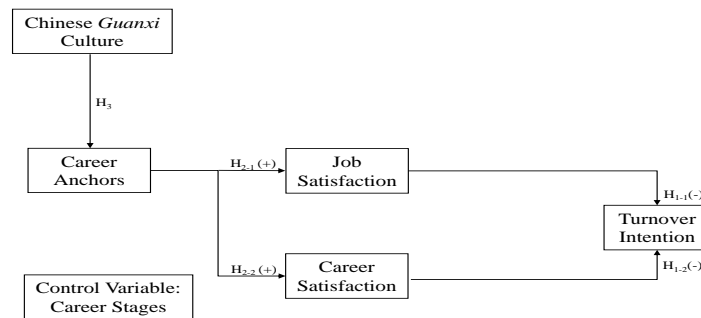 Chinese Guanxi
Culture
H3
Career
Anchors
H2-1(+)
Job
Satisfaction
H1-1(-)
Turnover
Intention
H2-2(+)
Career
Satisfaction
H1-2(-)
Control Variable:
Career Stages